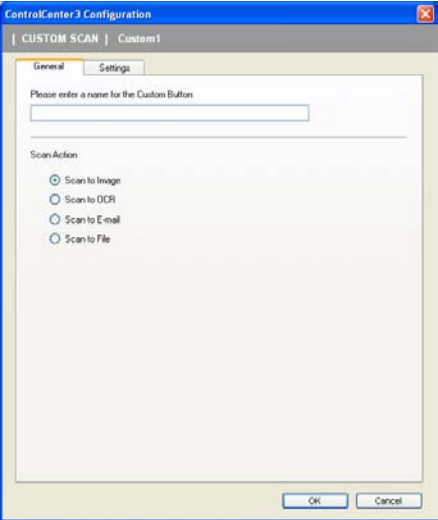 ControlCenter3 Configuration
| CUSTOM SCAN | Custom1
General Settings
Please enter a name for the Custom Button
Scan Action
Scan to Image
Scan to OCR
Scan to E-mail
Scan to File
OK Cancel